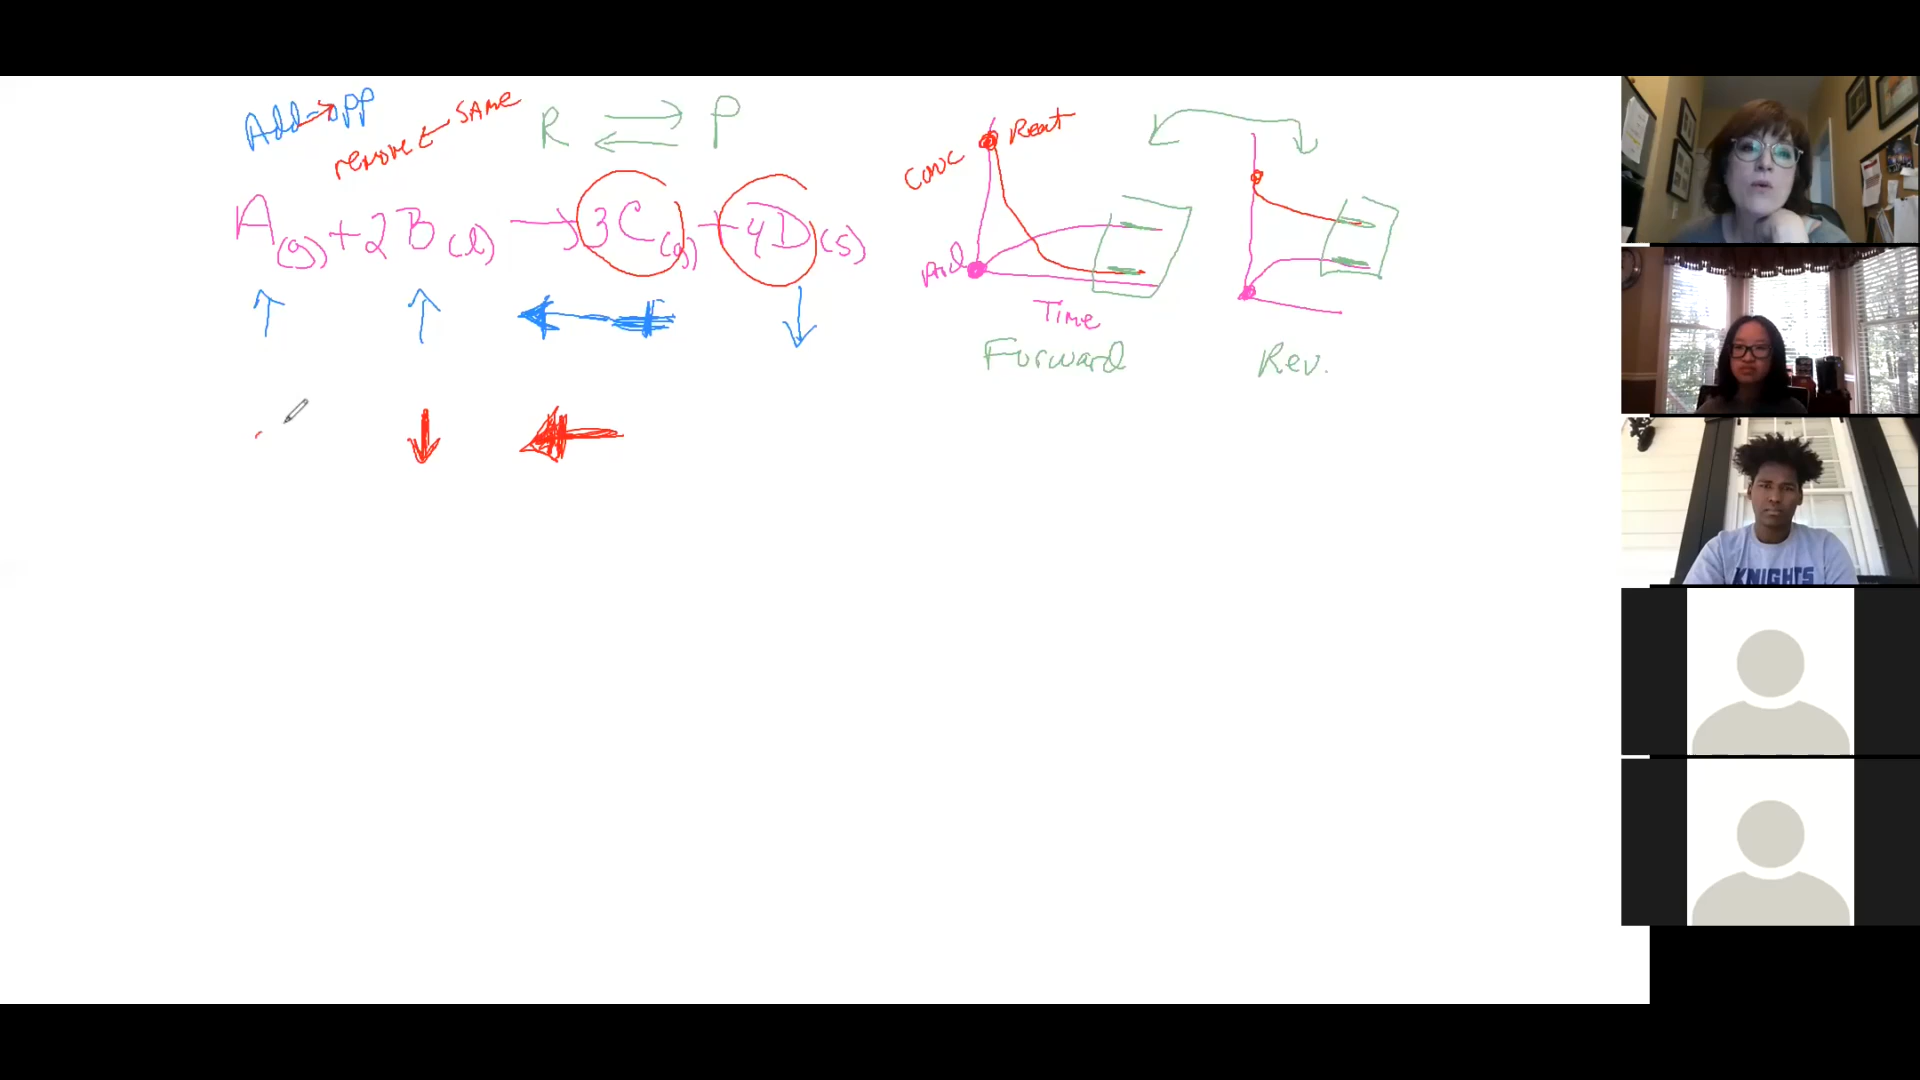 Add → opp
remove ← SAME
R ⇌ P
A(g) + 2B(l) → 3C(g) + 4D(s)
Conc
React
Prod
Time
Forward
Rev.
KNIGHTS